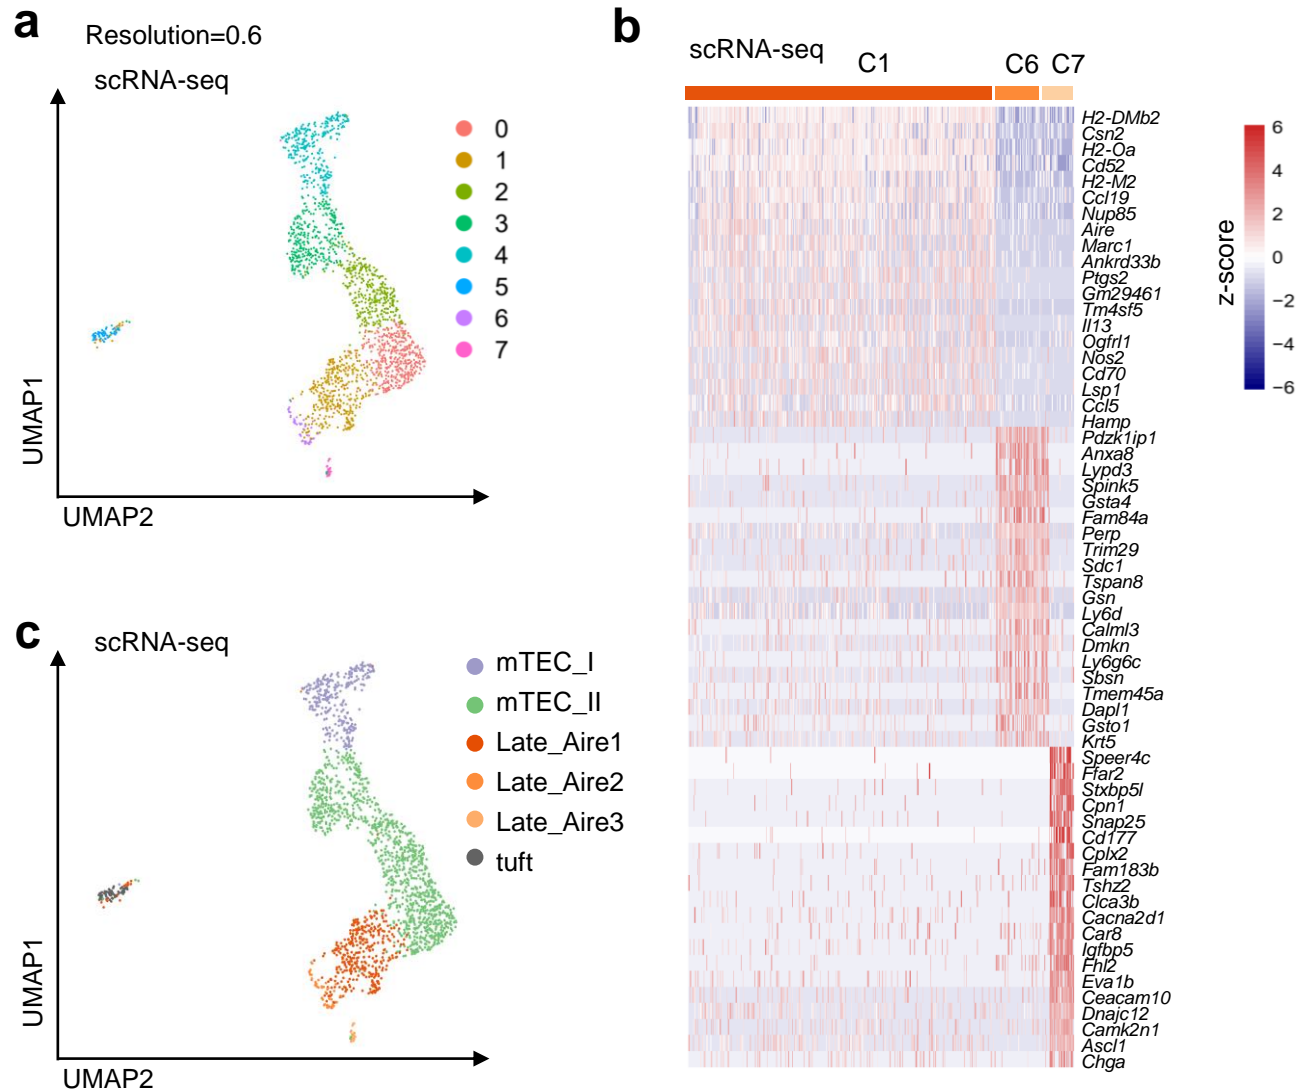 a
Resolution=0.6
scRNA-seq
0
1
2
3
4
5
6
7
UMAP1
UMAP2
b
scRNA-seq
C1
C6
C7
H2-DMb2
Csn2
H2-Oa
Cd52
H2-M2
Ccl19
Nup85
Aire
Marc1
Ankrd33b
Ptgs2
Gm29461
Tm4sf5
Il13
Ogfrl1
Nos2
Cd70
Lsp1
Ccl5
Hamp
Pdzk1ip1
Anxa8
Lypd3
Spink5
Gsta4
Fam84a
Perp
Trim29
Sdc1
Tspan8
Gsn
Ly6d
Calml3
Dmkn
Ly6g6c
Sbsn
Tmem45a
Dapl1
Gsto1
Krt5
Speer4c
Ffar2
Stxbp5l
Cpn1
Snap25
Cd177
Cplx2
Fam183b
Tshz2
Clca3b
Cacna2d1
Car8
Igfbp5
Fhl2
Eva1b
Ceacam10
Dnajc12
Camk2n1
Ascl1
Chga
z-score
6
4
2
0
−2
−4
−6
c
scRNA-seq
mTEC_I
mTEC_II
Late_Aire1
Late_Aire2
Late_Aire3
tuft
UMAP1
UMAP2